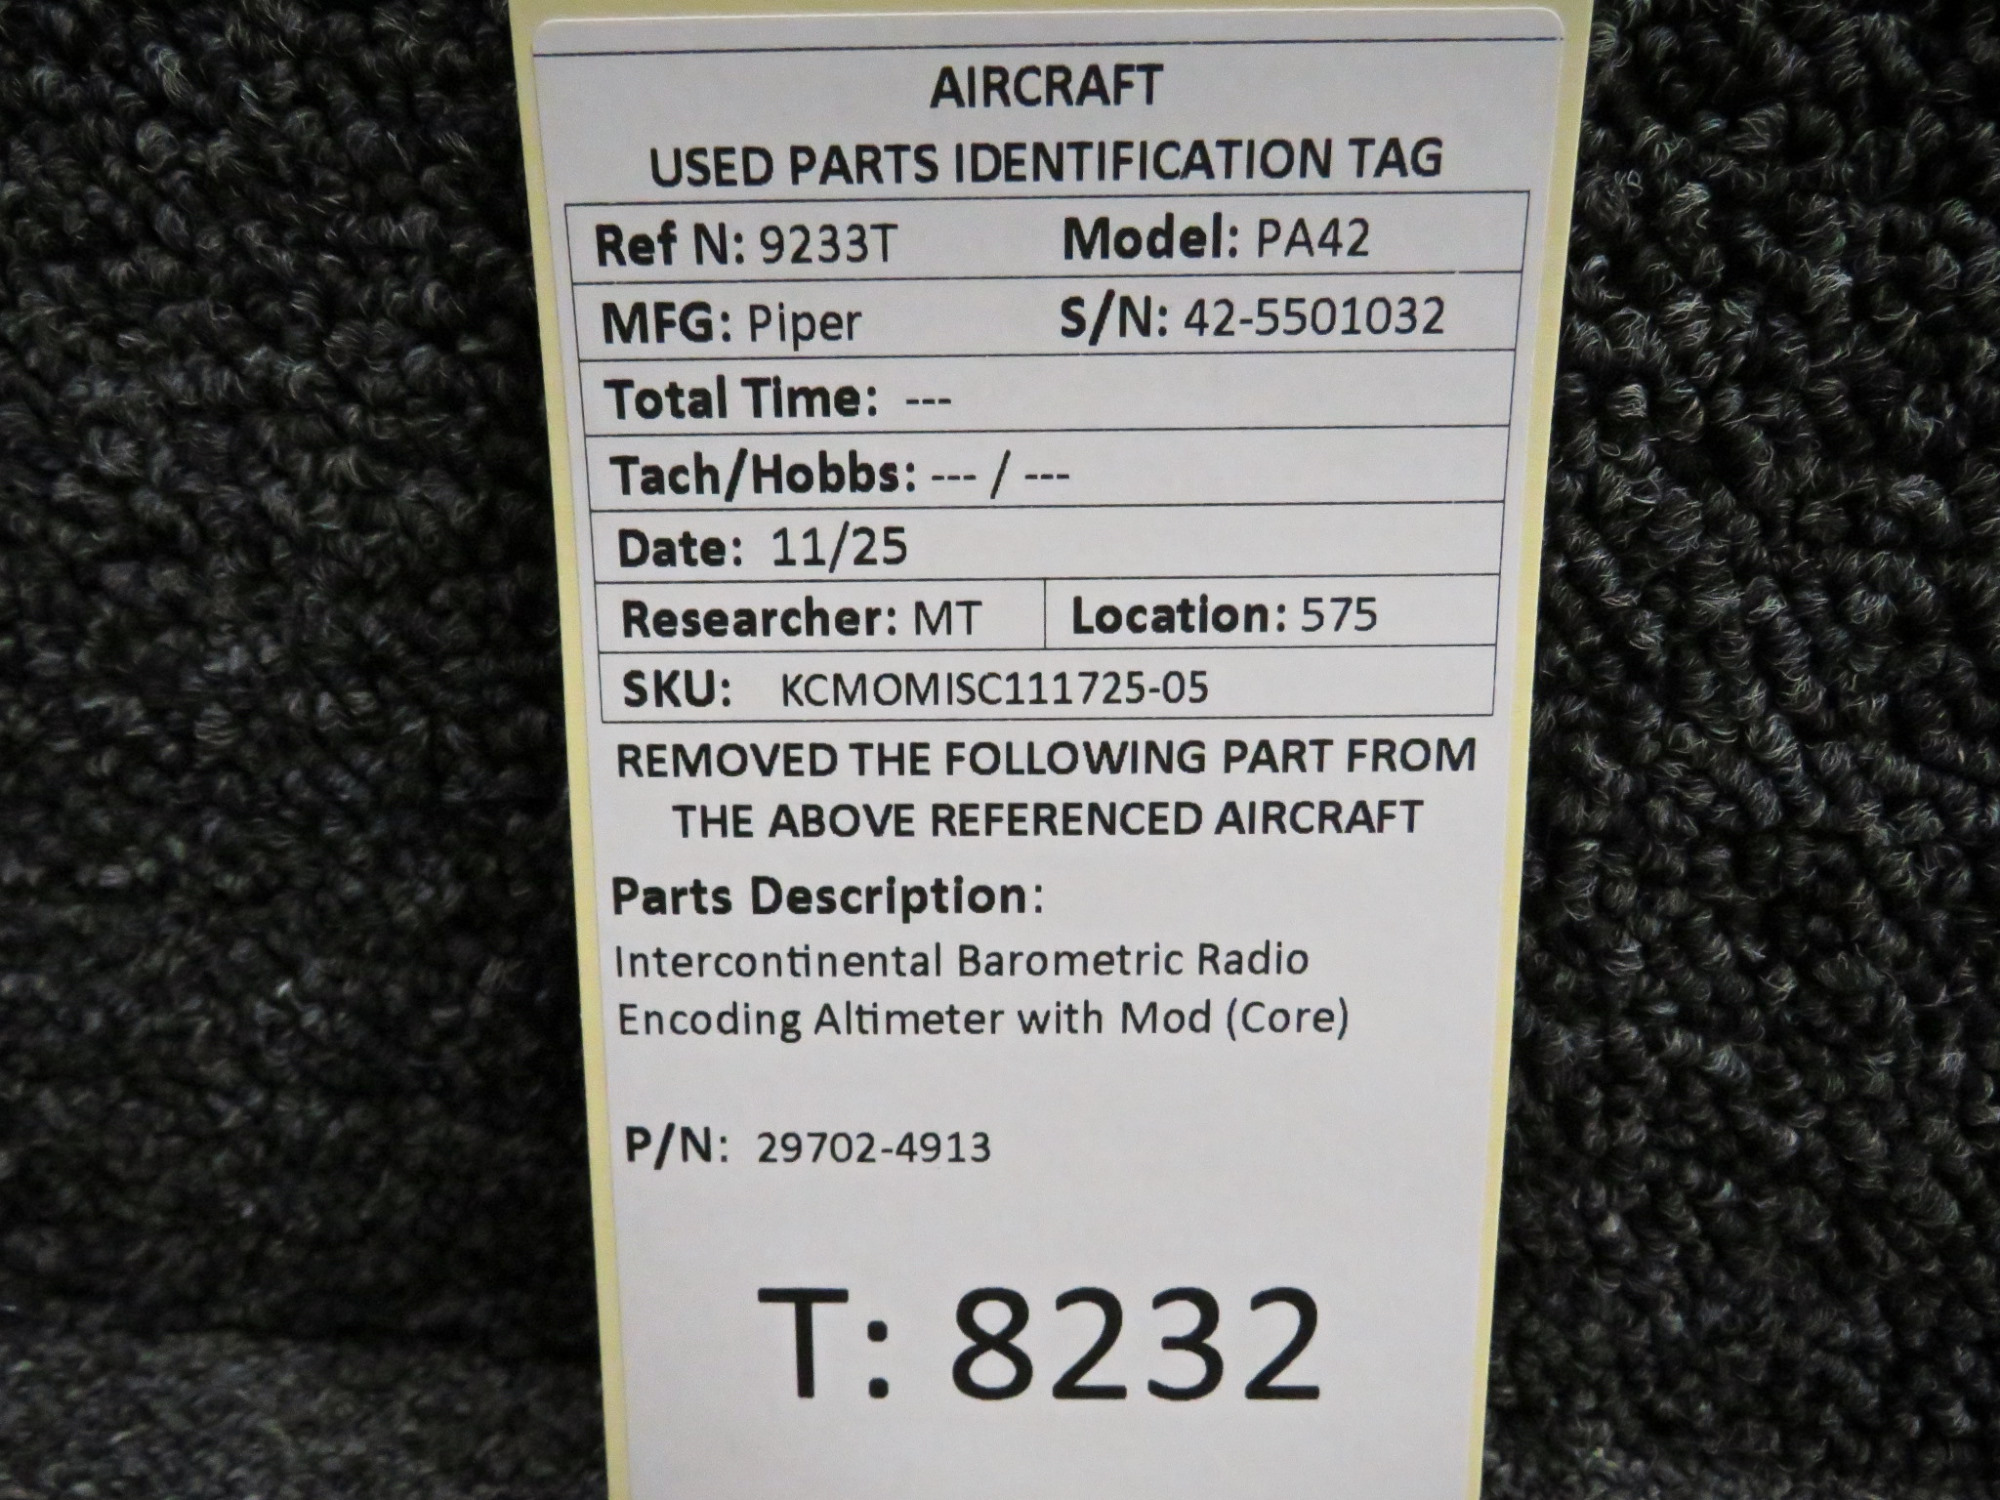 AIRCRAFT
USED PARTS IDENTIFICATION TAG
Ref N: 9233T Model: PA42
MFG: Piper S/N: 42-5501032
Total Time: ---
Tach/Hobbs: --- / ---
Date: 11/25
Researcher: MT Location: 575
SKU: KCMOMISC111725-05
REMOVED THE FOLLOWING PART FROM
THE ABOVE REFERENCED AIRCRAFT
Parts Description:
Intercontinental Barometric Radio
Encoding Altimeter with Mod (Core)
P/N: 29702-4913
T: 8232